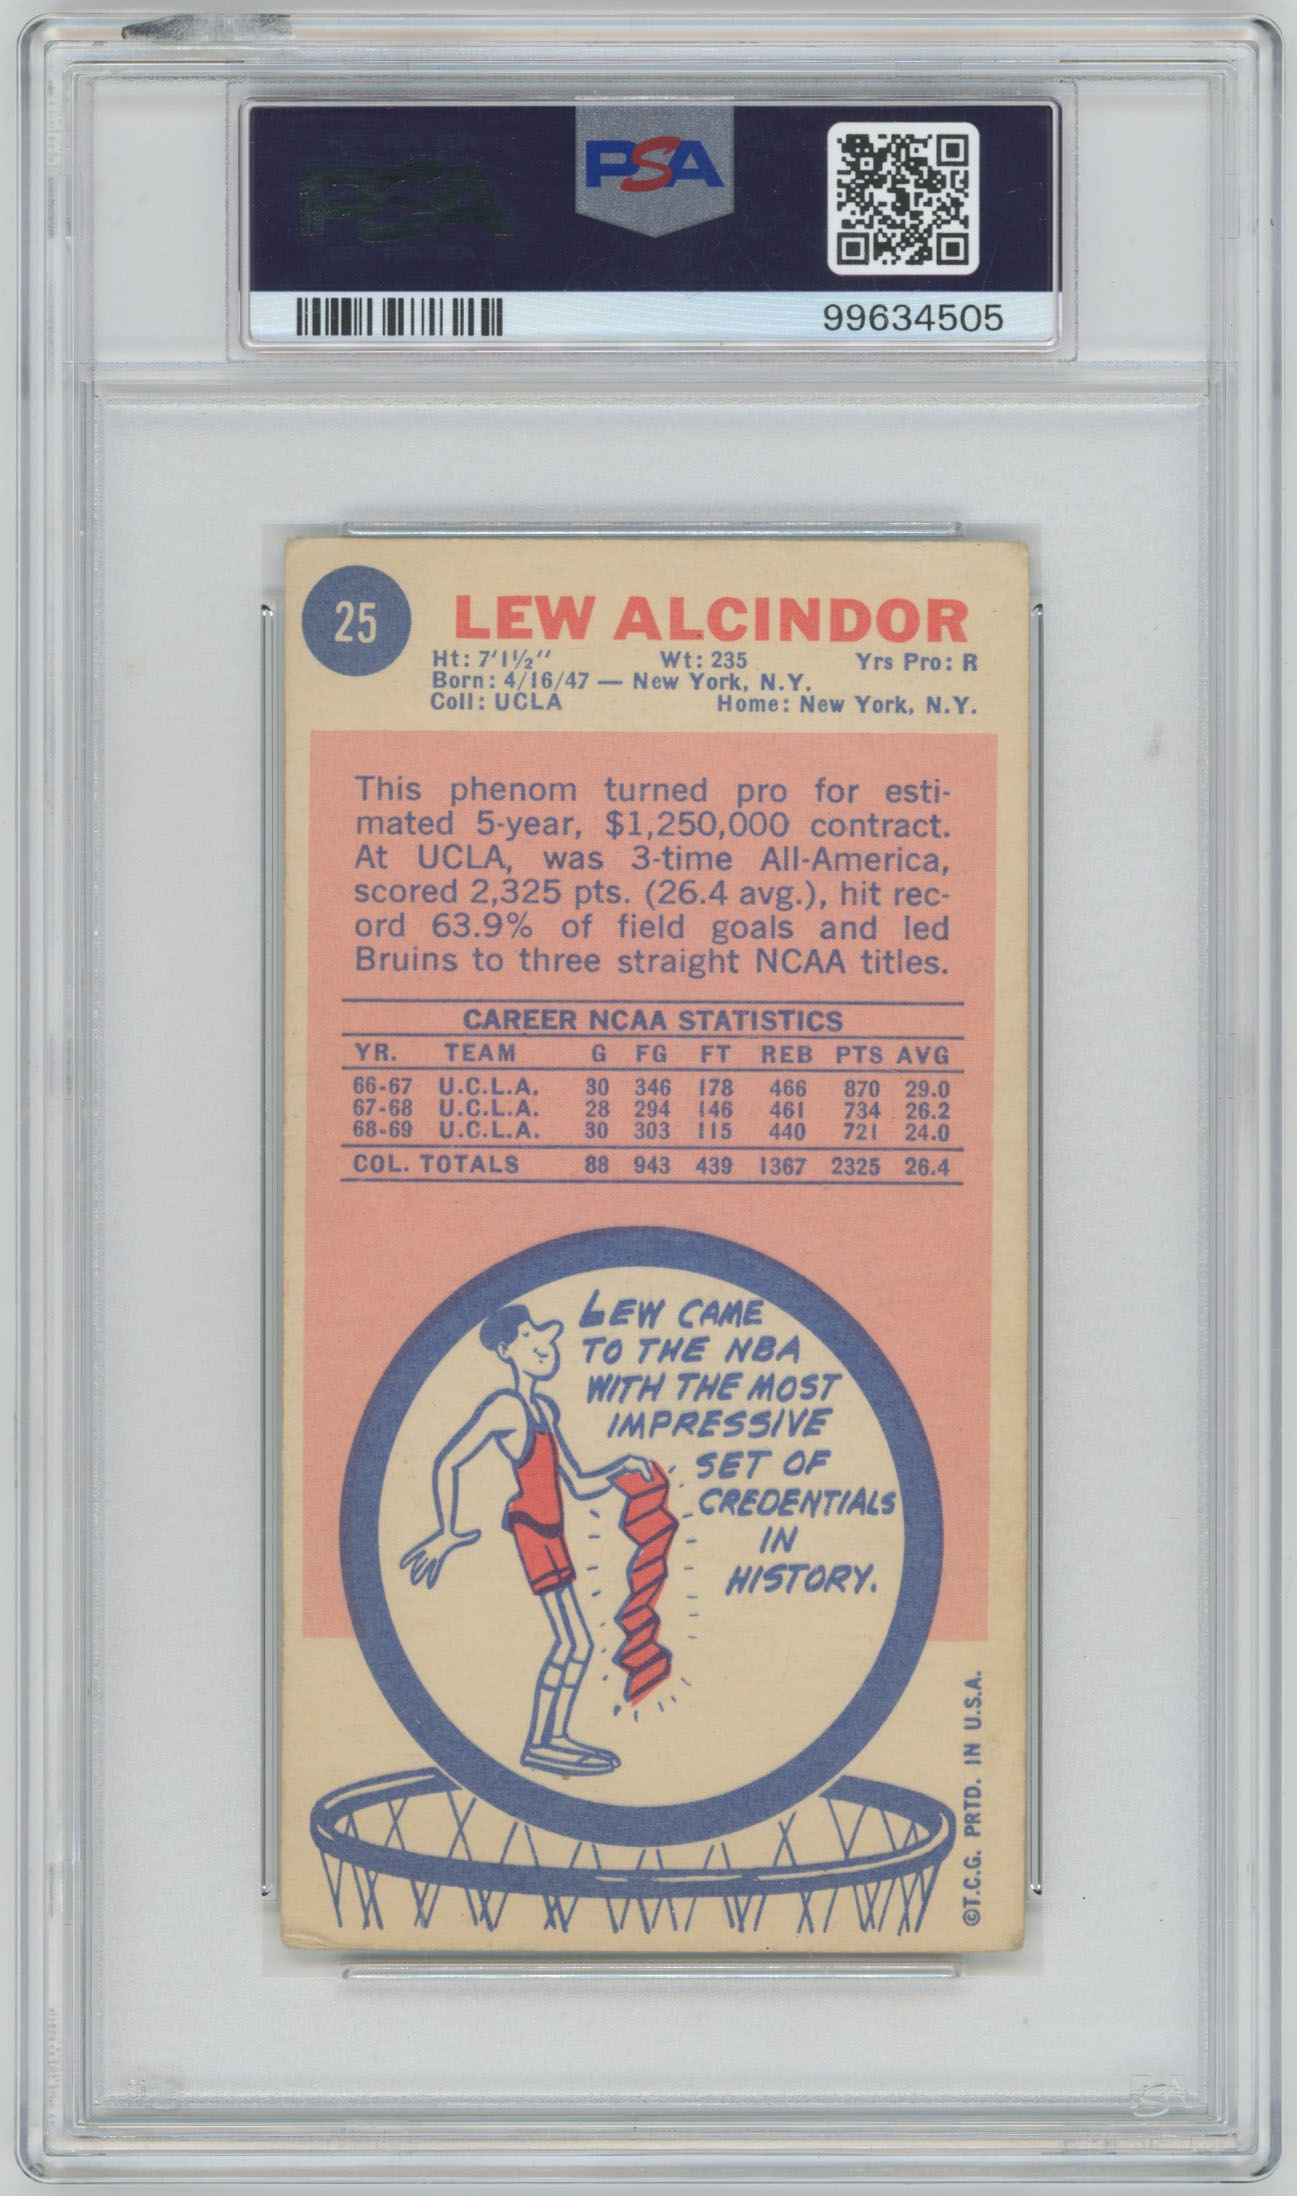 PSA
PSA
99634505
25
LEW ALCINDOR
Ht: 7'1½" Wt: 235 Yrs Pro: R
Born: 4/16/47 — New York, N.Y.
Coll: UCLA Home: New York, N.Y.
This phenom turned pro for esti-
mated 5-year, $1,250,000 contract.
At UCLA, was 3-time All-America,
scored 2,325 pts. (26.4 avg.), hit rec-
ord 63.9% of field goals and led
Bruins to three straight NCAA titles.
CAREER NCAA STATISTICS
YR. TEAM G FG FT REB PTS AVG
66-67 U.C.L.A. 30 346 178 466 870 29.0
67-68 U.C.L.A. 28 294 146 461 734 26.2
68-69 U.C.L.A. 30 303 115 440 721 24.0
COL. TOTALS 88 943 439 1367 2325 26.4
LEW CAME
TO THE NBA
WITH THE MOST
IMPRESSIVE
SET OF
CREDENTIALS
IN
HISTORY.
©T.C.G. PRTD. IN U.S.A.
PSA